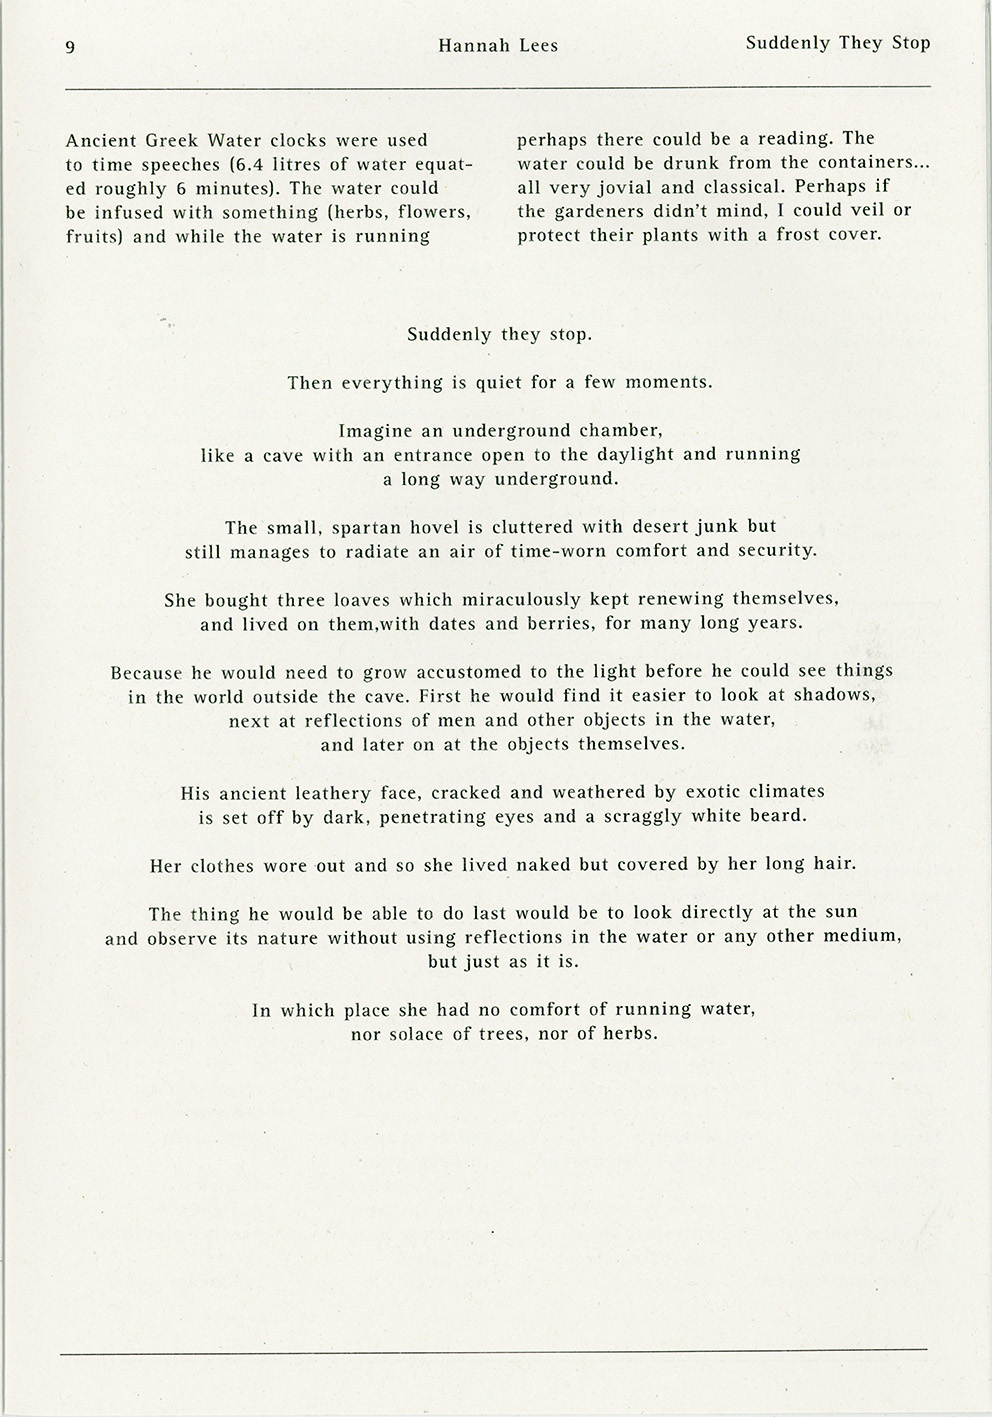 9
Hannah Lees
Suddenly They Stop
Ancient Greek Water clocks were used
to time speeches (6.4 litres of water equat-
ed roughly 6 minutes). The water could
be infused with something (herbs, flowers,
fruits) and while the water is running
perhaps there could be a reading. The
water could be drunk from the containers...
all very jovial and classical. Perhaps if
the gardeners didn't mind, I could veil or
protect their plants with a frost cover.
Suddenly they stop.
Then everything is quiet for a few moments.
Imagine an underground chamber,
like a cave with an entrance open to the daylight and running
a long way underground.
The small, spartan hovel is cluttered with desert junk but
still manages to radiate an air of time-worn comfort and security.
She bought three loaves which miraculously kept renewing themselves,
and lived on them,with dates and berries, for many long years.
Because he would need to grow accustomed to the light before he could see things
in the world outside the cave. First he would find it easier to look at shadows,
next at reflections of men and other objects in the water,
and later on at the objects themselves.
His ancient leathery face, cracked and weathered by exotic climates
is set off by dark, penetrating eyes and a scraggly white beard.
Her clothes wore out and so she lived naked but covered by her long hair.
The thing he would be able to do last would be to look directly at the sun
and observe its nature without using reflections in the water or any other medium,
but just as it is.
In which place she had no comfort of running water,
nor solace of trees, nor of herbs.